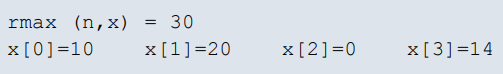 rmax (n,x) = 30
x[0]=10 x[1]=20 x[2]=0 x[3]=14